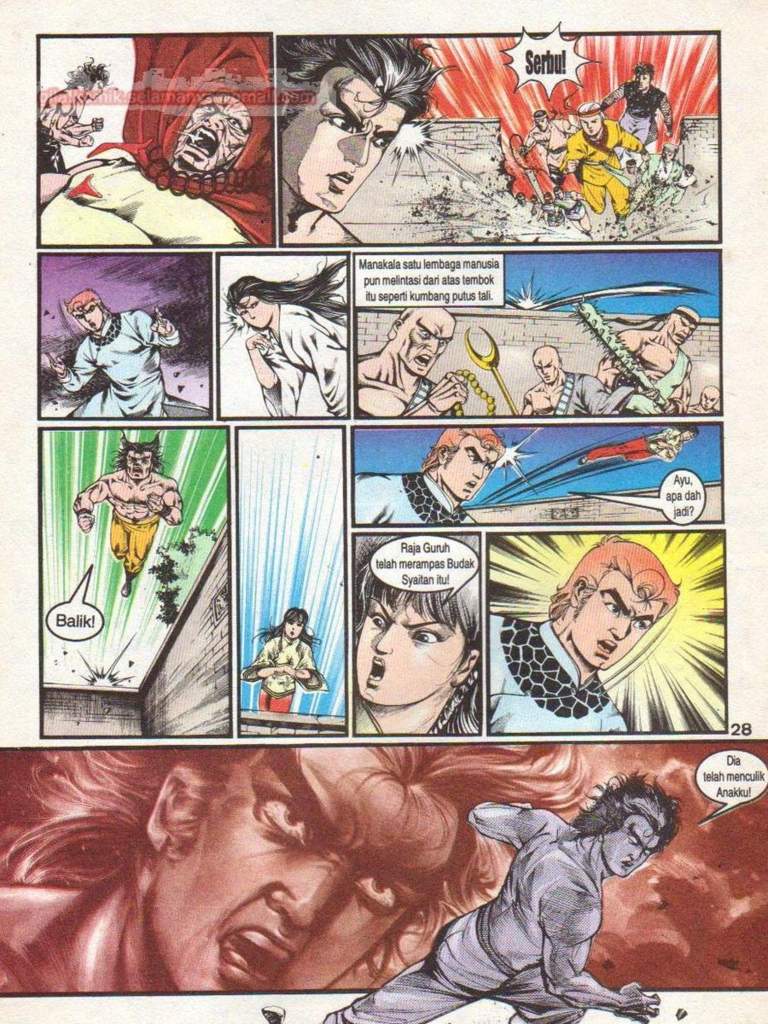 Serbu!
Manakala satu lembaga manusia
pun melintasi dari atas tembok
itu seperti kumbang putus tali.
Ayu,
apa dah
jadi?
Balik!
Raja Guruh
telah merampas Budak
Syaitan itu!
28
Dia
telah menculik
Anakku!